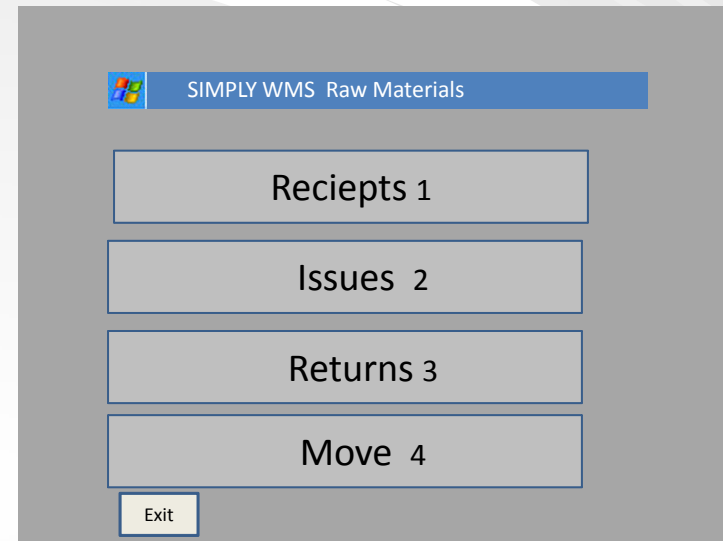 SIMPLY WMS Raw Materials
Reciepts 1
Issues 2
Returns 3
Move 4
Exit